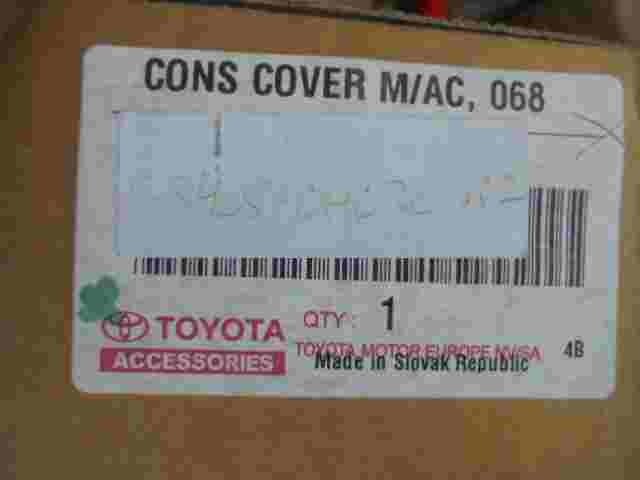 CONS COVER M/AC, 068
TOYOTA
ACCESSORIES
QTY: 1
TOYOTA MOTOR EUROPE NV/SA
Made in Slovak Republic
4B